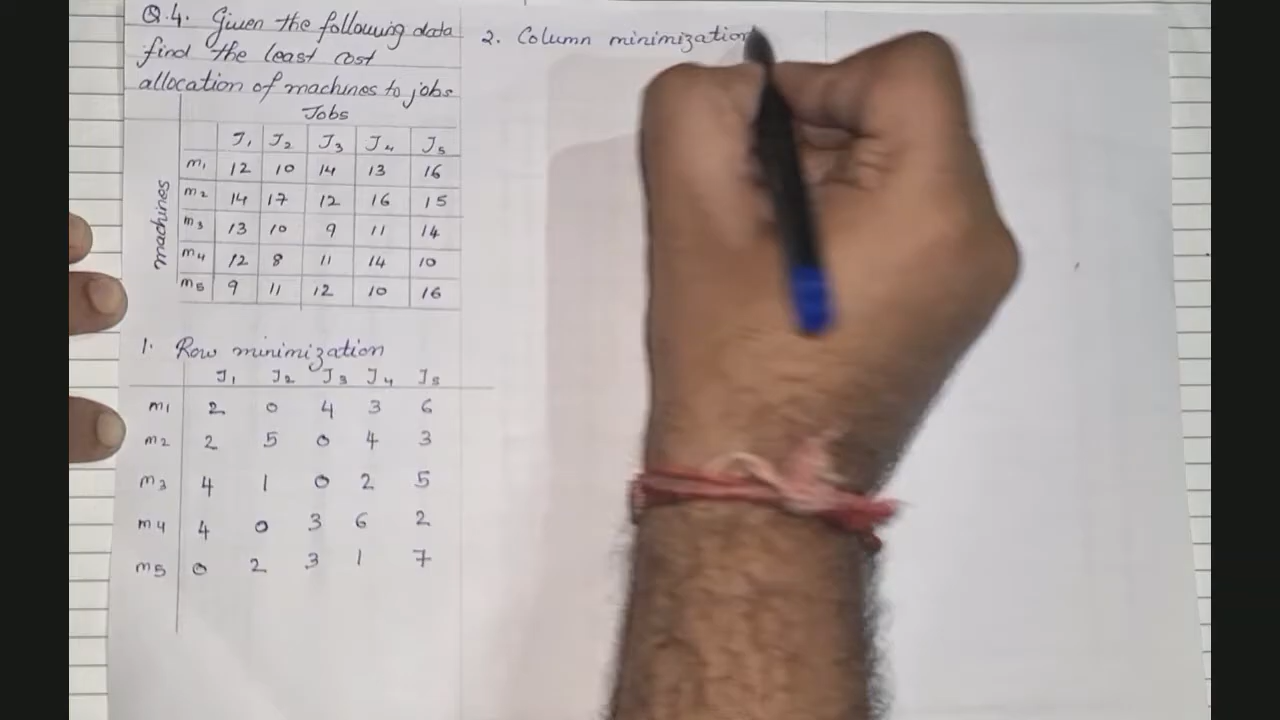 Q.4. Given the following data
find the least cost
allocation of machines to jobs
Jobs
J1 J2 J3 J4 J5
m1 12 10 14 13 16
m2 14 17 12 16 15
m3 13 10 9 11 14
m4 12 8 11 14 10
m5 9 11 12 10 16
machines
1. Row minimization
J1 J2 J3 J4 J5
m1 2 0 4 3 6
m2 2 5 0 4 3
m3 4 1 0 2 5
m4 4 0 3 6 2
m5 0 2 3 1 7
2. Column minimization